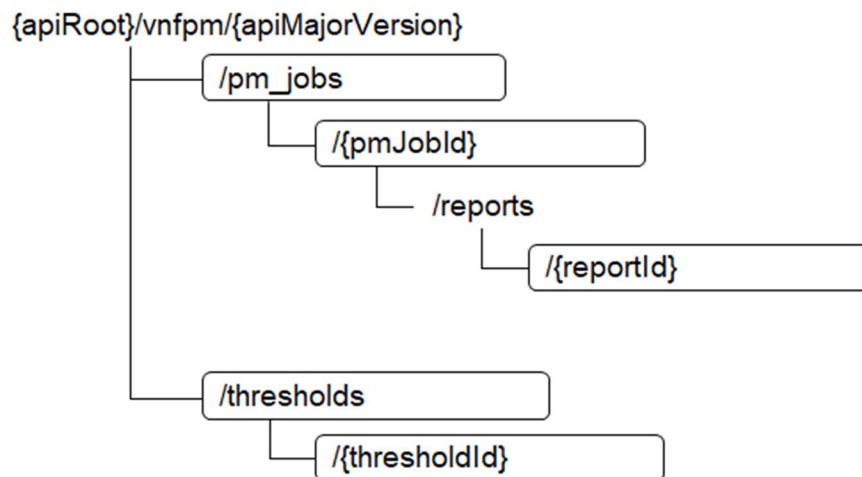 {apiRoot}/vnfpm/{apiMajorVersion}
/pm_jobs
/{pmJobId}
/reports
/{reportId}
/thresholds
/{thresholdId}